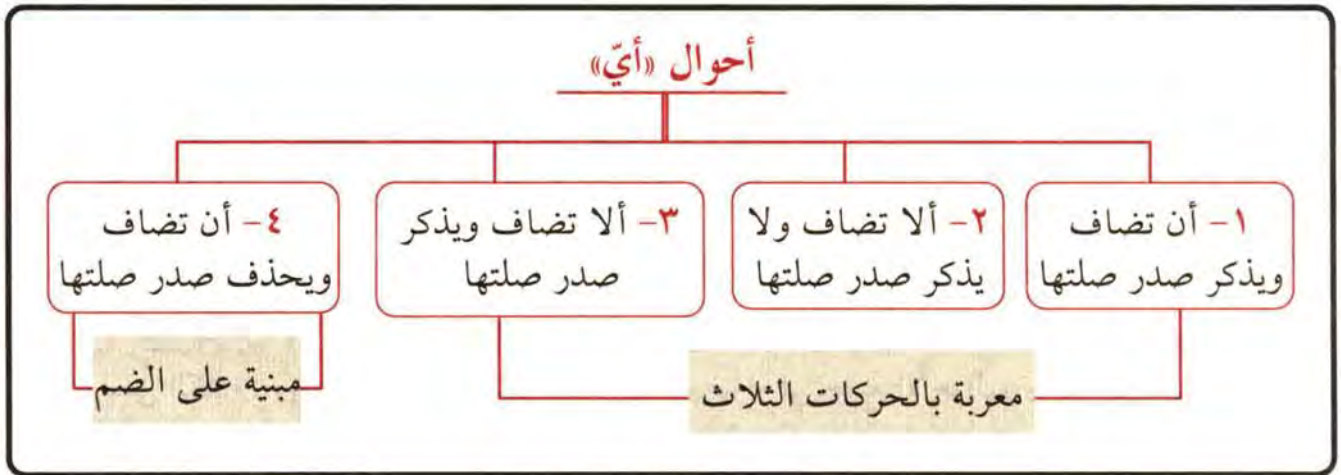 أحوال «أيّ»
١- أن تضاف
ويذكر صدر صلتها
٢- ألا تضاف ولا
يذكر صدر صلتها
٣- ألا تضاف ويذكر
صدر صلتها
٤- أن تضاف
ويحذف صدر صلتها
معربة بالحركات الثلاث
مبنية على الضم